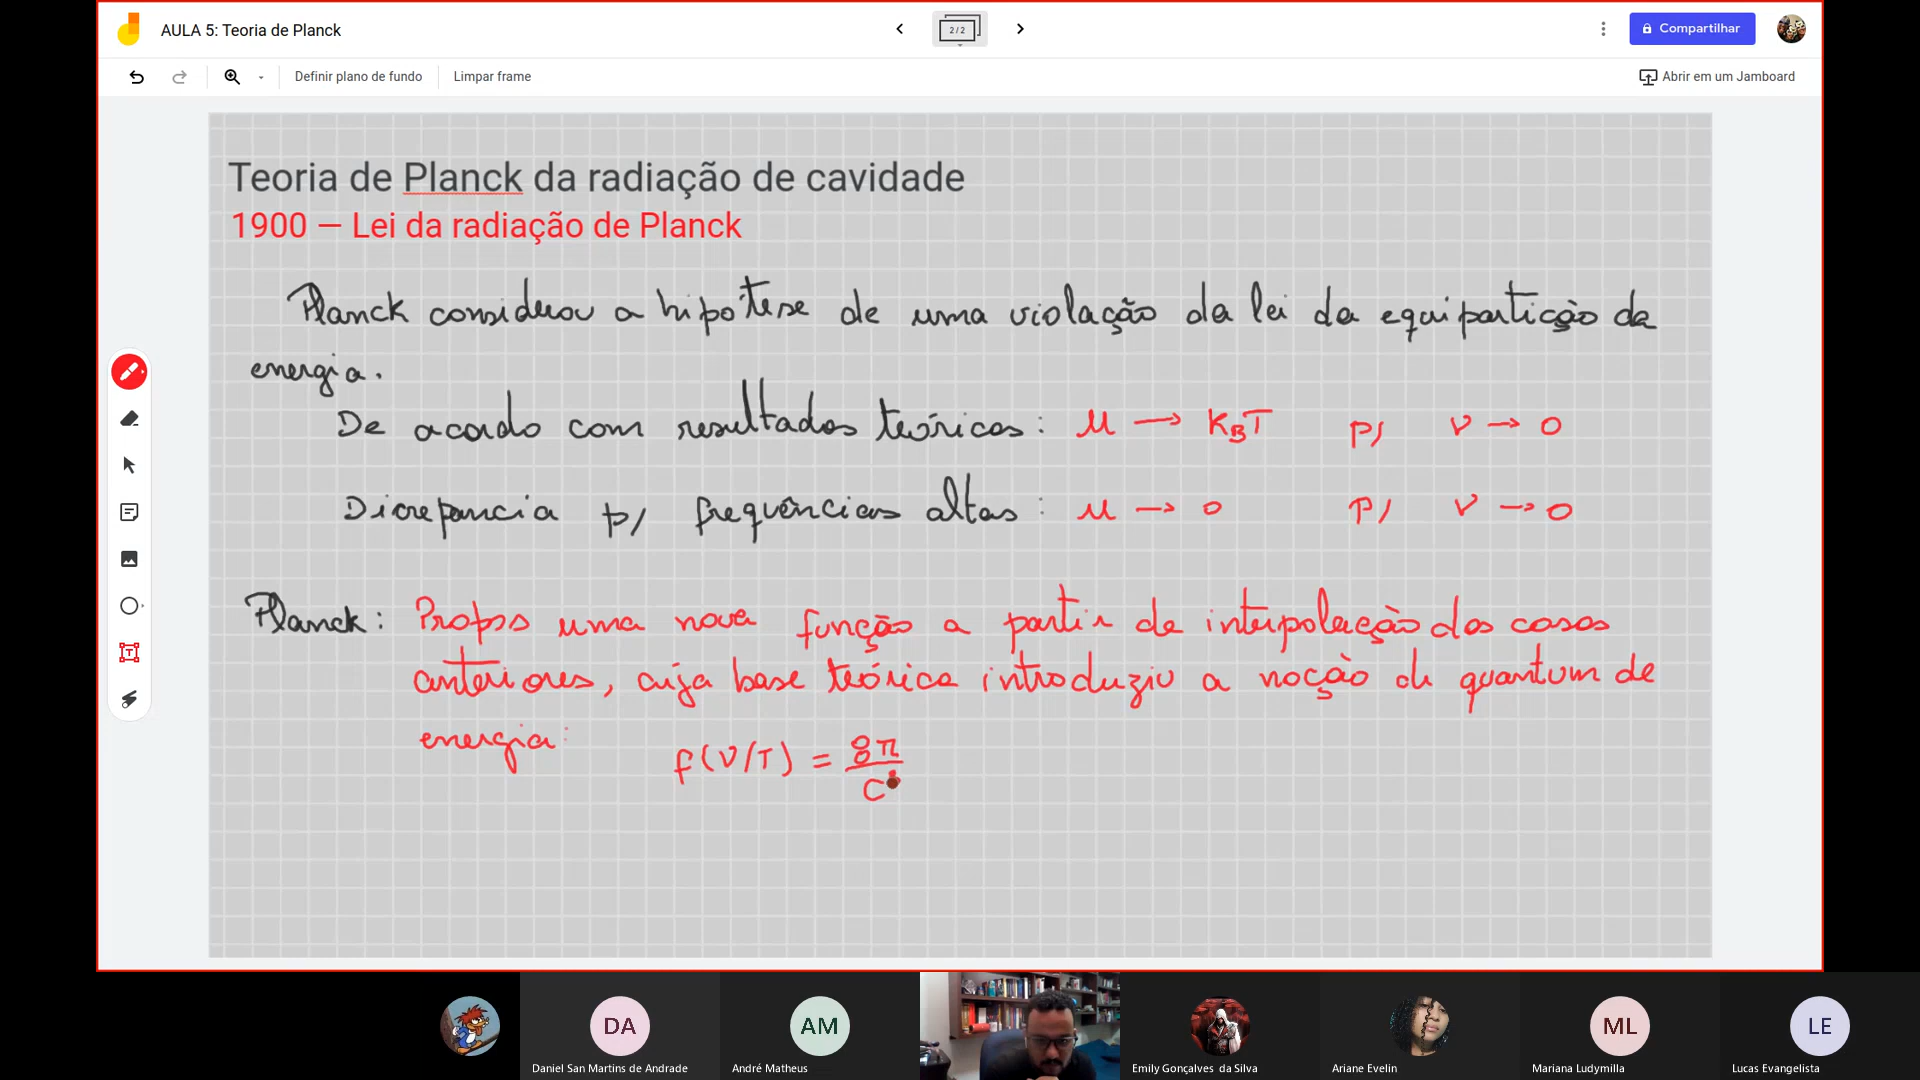 AULA 5: Teoria de Planck
2/2
Compartilhar
Definir plano de fundo
Limpar frame
Abrir em um Jamboard
Teoria de Planck da radiação de cavidade
1900 — Lei da radiação de Planck
Planck considerou a hipótese de uma violação da lei da equipartição da
energia.
De acordo com resultados teóricos: u → KBT p/ ν → 0
Dicrepancia p/ frequências altas: u → 0 p/ ν → 0
Planck: Propôs uma nova função a partir de interpolação dos casos
anteriores, cuja base teórica introduziu a noção de quantum de
energia:
f(ν/T) = 8π/c
DA
AM
ML
LE
Daniel San Martins de Andrade
André Matheus
Emily Gonçalves da Silva
Ariane Evelin
Mariana Ludymilla
Lucas Evangelista